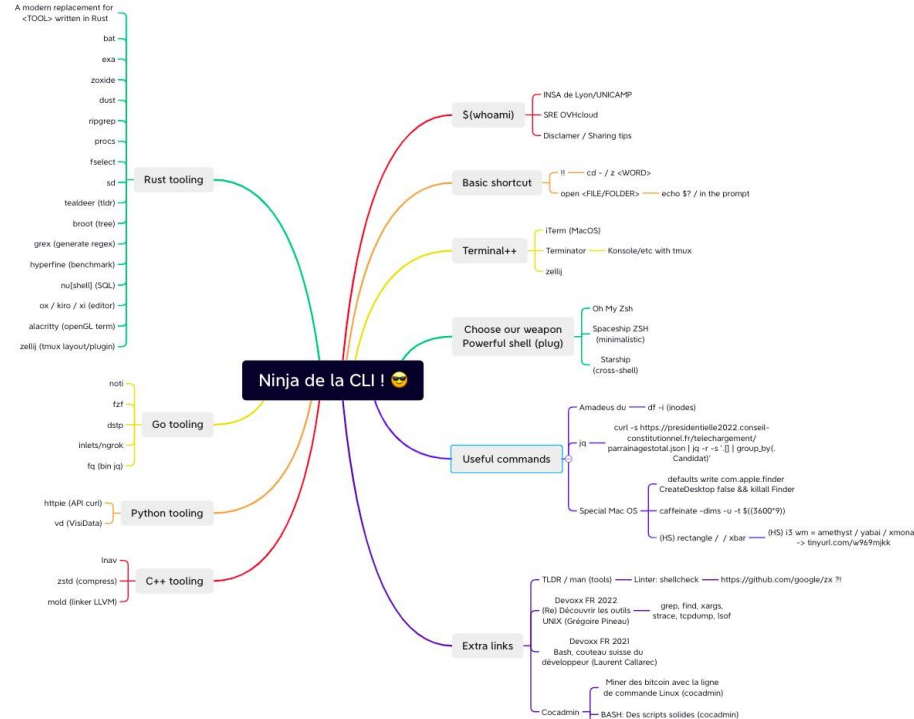 Ninja de la CLI ! 😎
$(whoami)
INSA de Lyon/UNICAMP
SRE OVHcloud
Disclamer / Sharing tips
Basic shortcut
!!
cd - / z <WORD>
open <FILE/FOLDER>
echo $? / in the prompt
Terminal++
iTerm (MacOS)
Terminator
Konsole/etc with tmux
zellij
Choose our weapon
Powerful shell (plug)
Oh My Zsh
Spaceship ZSH
(minimalistic)
Starship
(cross-shell)
Useful commands
Amadeus du
df -i (inodes)
jq
curl -s https://presidentielle2022.conseil-
constitutionnel.fr/telechargement/
parrainagestotal.json | jq -r -s '.[] | group_by(.
Candidat)'
Special Mac OS
defaults write com.apple.finder
CreateDesktop false && killall Finder
caffeinate -dims -u -t $((3600*9))
(HS) rectangle / / xbar
(HS) i3 wm = amethyst / yabai / xmona
-> tinyurl.com/w969mjkk
Extra links
TLDR / man (tools)
Linter: shellcheck
https://github.com/google/zx ?!
Devoxx FR 2022
(Re) Découvrir les outils
UNIX (Grégoire Pineau)
grep, find, xargs,
strace, tcpdump, lsof
Devoxx FR 2021
Bash, couteau suisse du
développeur (Laurent Callarec)
Cocadmin
Miner des bitcoin avec la ligne
de commande Linux (cocadmin)
BASH: Des scripts solides (cocadmin)
Rust tooling
A modern replacement for
<TOOL> written in Rust
bat
exa
zoxide
dust
ripgrep
procs
fselect
sd
tealdeer (tldr)
broot (tree)
grex (generate regex)
hyperfine (benchmark)
nu[shell] (SQL)
ox / kiro / xi (editor)
alacritty (openGL term)
zellij (tmux layout/plugin)
Go tooling
noti
fzf
dstp
inlets/ngrok
fq (bin jq)
Python tooling
httpie (API curl)
vd (VisiData)
C++ tooling
lnav
zstd (compress)
mold (linker LLVM)